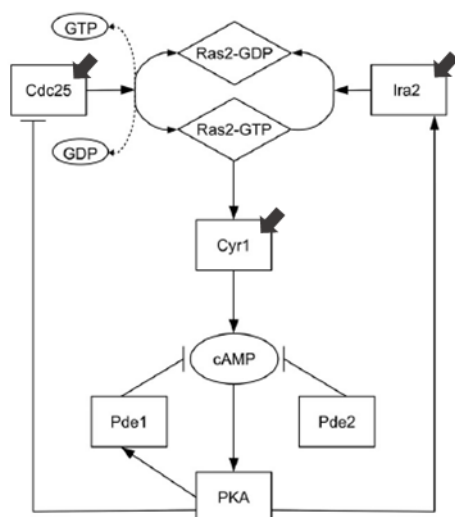 GTP
Ras2-GDP
Cdc25
Ira2
Ras2-GTP
GDP
Cyr1
cAMP
Pde1
Pde2
PKA